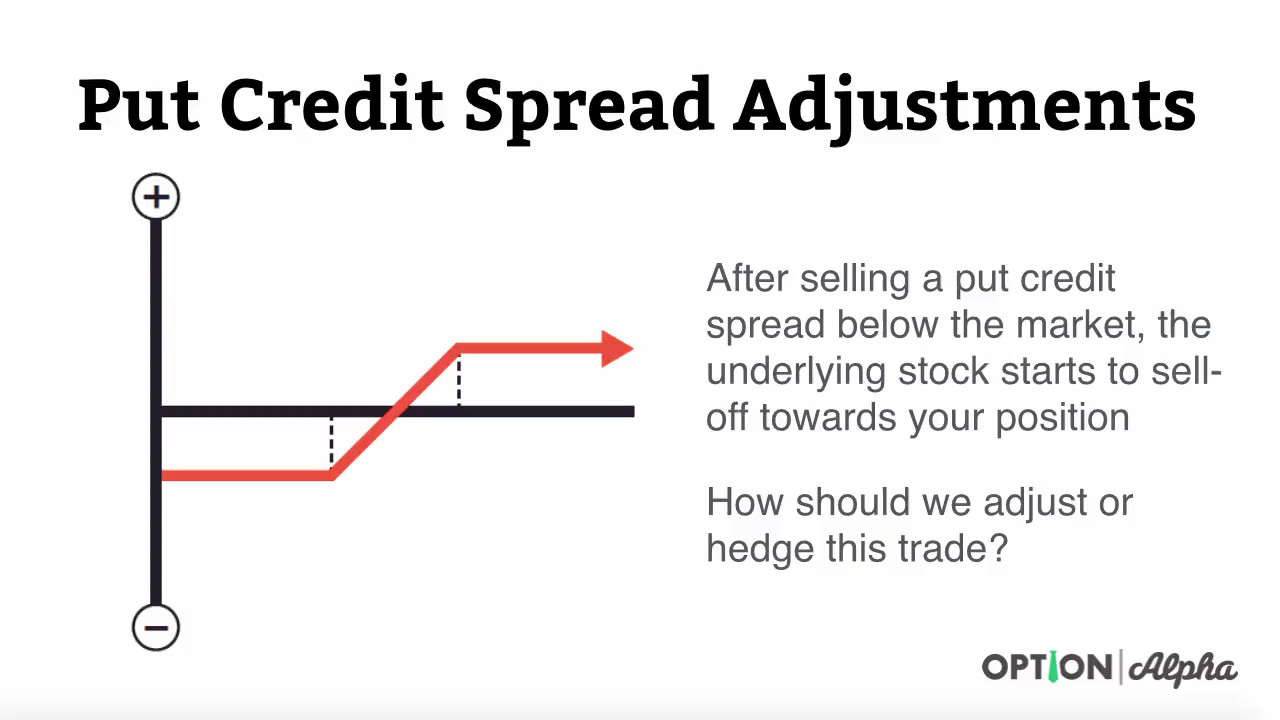 Put Credit Spread Adjustments
+
After selling a put credit
spread below the market, the
underlying stock starts to sell-
off towards your position
How should we adjust or
hedge this trade?
−
OPTION|Alpha